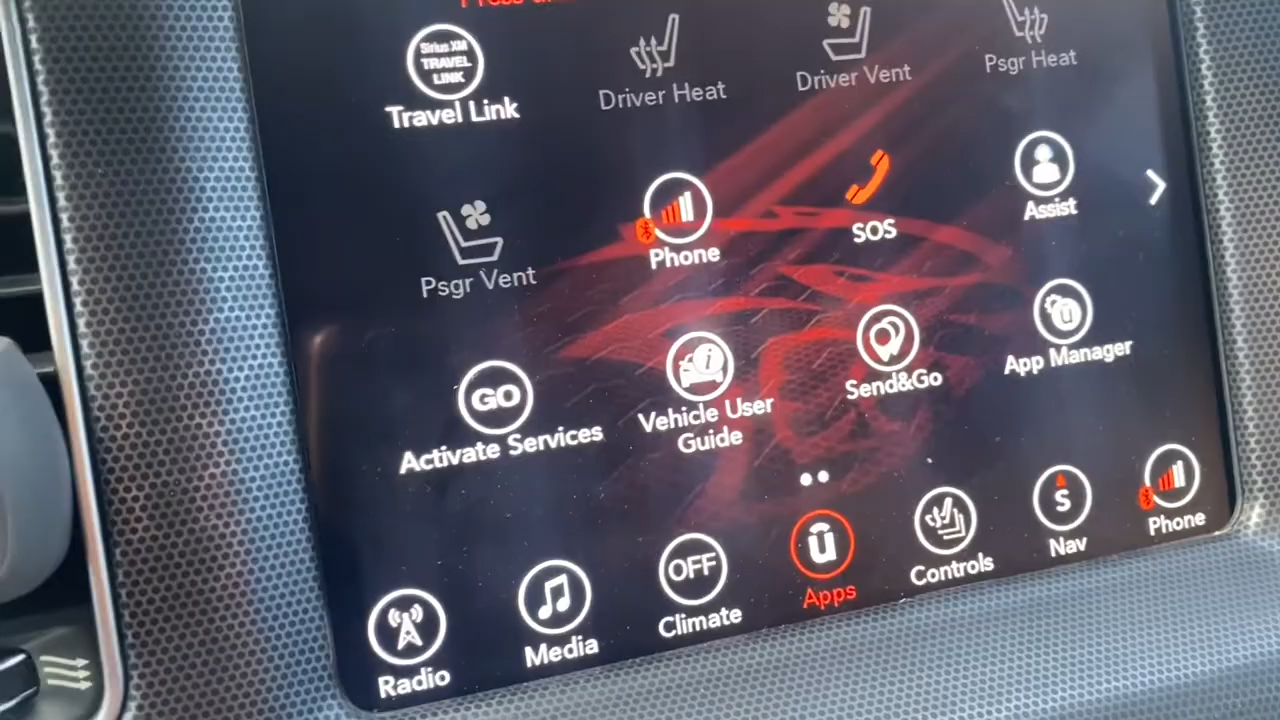 Sirius XM
TRAVEL
LINK
Travel Link
Driver Heat
Driver Vent
Psgr Heat
Psgr Vent
Phone
SOS
Assist
GO
Activate Services
Vehicle User
Guide
Send&Go
App Manager
OFF
S
Radio
Media
Climate
Apps
Controls
Nav
Phone